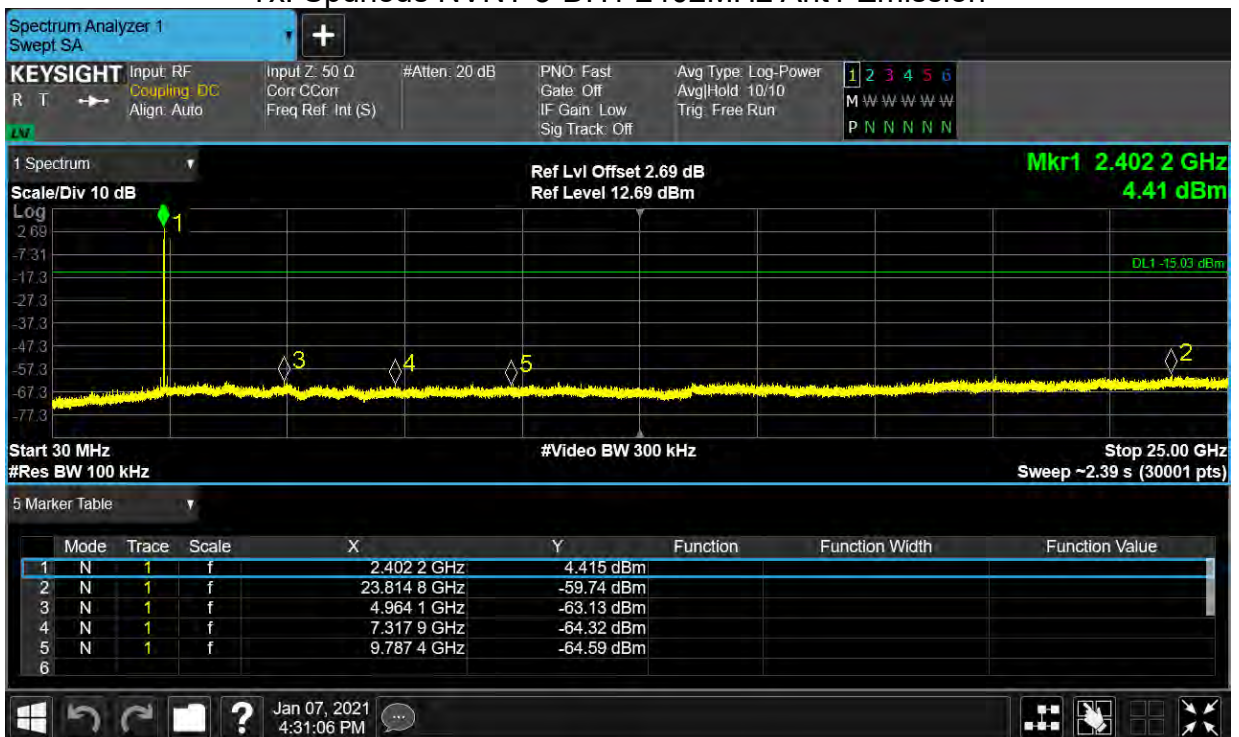 Tx. Spurious NVNT 3-DH1 2402MHz Ant1 Emission
Spectrum Analyzer 1
Swept SA
+
KEYSIGHT Input: RF Input Z: 50 Ω #Atten: 20 dB PNO: Fast Avg Type: Log-Power 1 2 3 4 5 6
R T Coupling: DC Corr CCorr Gate: Off Avg|Hold: 10/10 M W W W W W
Align: Auto Freq Ref: Int (S) IF Gain: Low Trig: Free Run
Sig Track: Off P N N N N N
LNI
1 Spectrum Ref Lvl Offset 2.69 dB Mkr1 2.402 2 GHz
Scale/Div 10 dB Ref Level 12.69 dBm 4.41 dBm
Log
1
2.69
-7.31
DL1 -15.03 dBm
-17.3
-27.3
-37.3
-47.3
3 4 5 2
-57.3
-67.3
-77.3
Start 30 MHz #Video BW 300 kHz Stop 25.00 GHz
#Res BW 100 kHz Sweep ~2.39 s (30001 pts)
5 Marker Table
Mode Trace Scale X Y Function Function Width Function Value
1 N 1 f 2.402 2 GHz 4.415 dBm
2 N 1 f 23.814 8 GHz -59.74 dBm
3 N 1 f 4.964 1 GHz -63.13 dBm
4 N 1 f 7.317 9 GHz -64.32 dBm
5 N 1 f 9.787 4 GHz -64.59 dBm
6
? Jan 07, 2021
4:31:06 PM